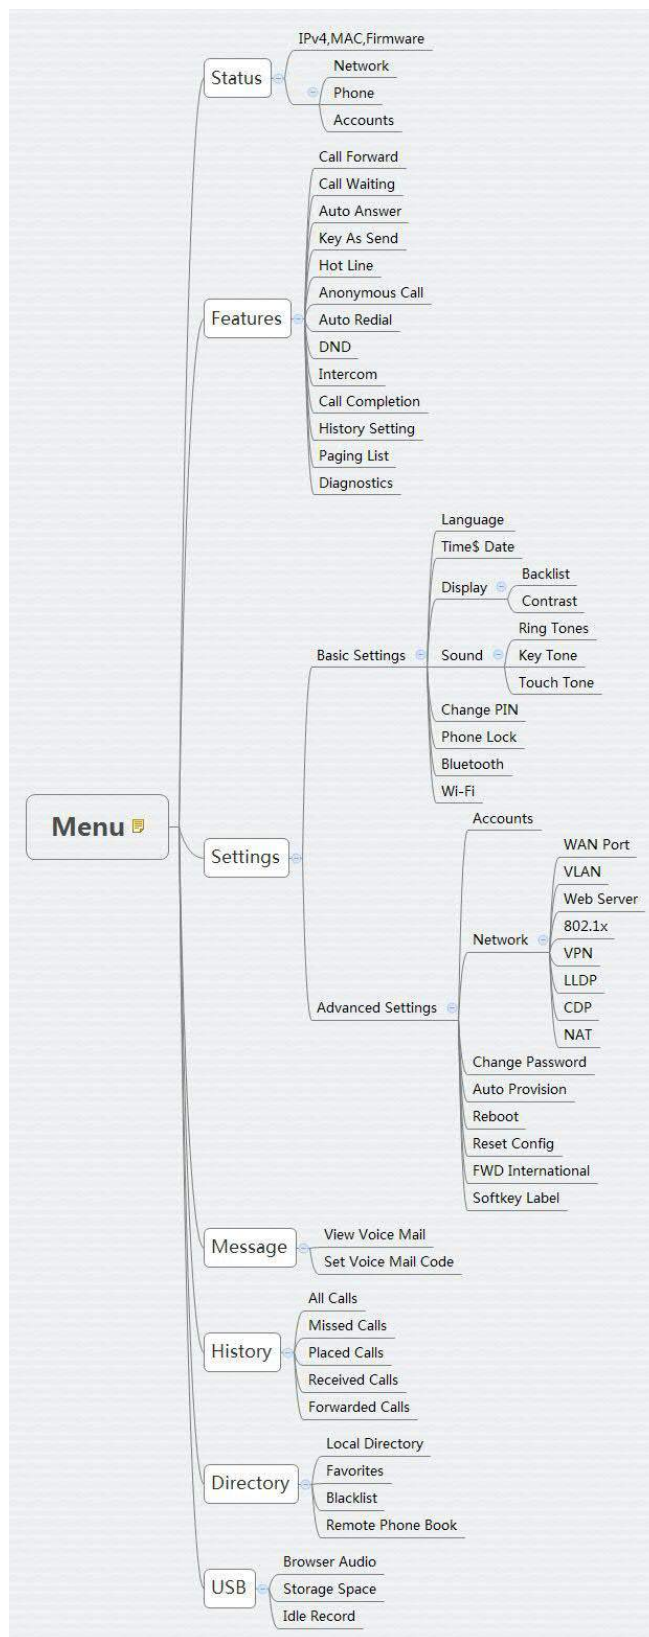 IPv4,MAC,Firmware
Status
Network
Phone
Accounts
Call Forward
Call Waiting
Auto Answer
Key As Send
Hot Line
Anonymous Call
Features
Auto Redial
DND
Intercom
Call Completion
History Setting
Paging List
Diagnostics
Language
Time$ Date
Display
Backlist
Contrast
Basic Settings
Sound
Ring Tones
Key Tone
Touch Tone
Change PIN
Phone Lock
Bluetooth
Wi-Fi
Menu
Settings
Accounts
WAN Port
VLAN
Web Server
802.1x
Network
VPN
LLDP
CDP
NAT
Advanced Settings
Change Password
Auto Provision
Reboot
Reset Config
FWD International
Softkey Label
Message
View Voice Mail
Set Voice Mail Code
All Calls
Missed Calls
History
Placed Calls
Received Calls
Forwarded Calls
Local Directory
Favorites
Directory
Blacklist
Remote Phone Book
Browser Audio
USB
Storage Space
Idle Record